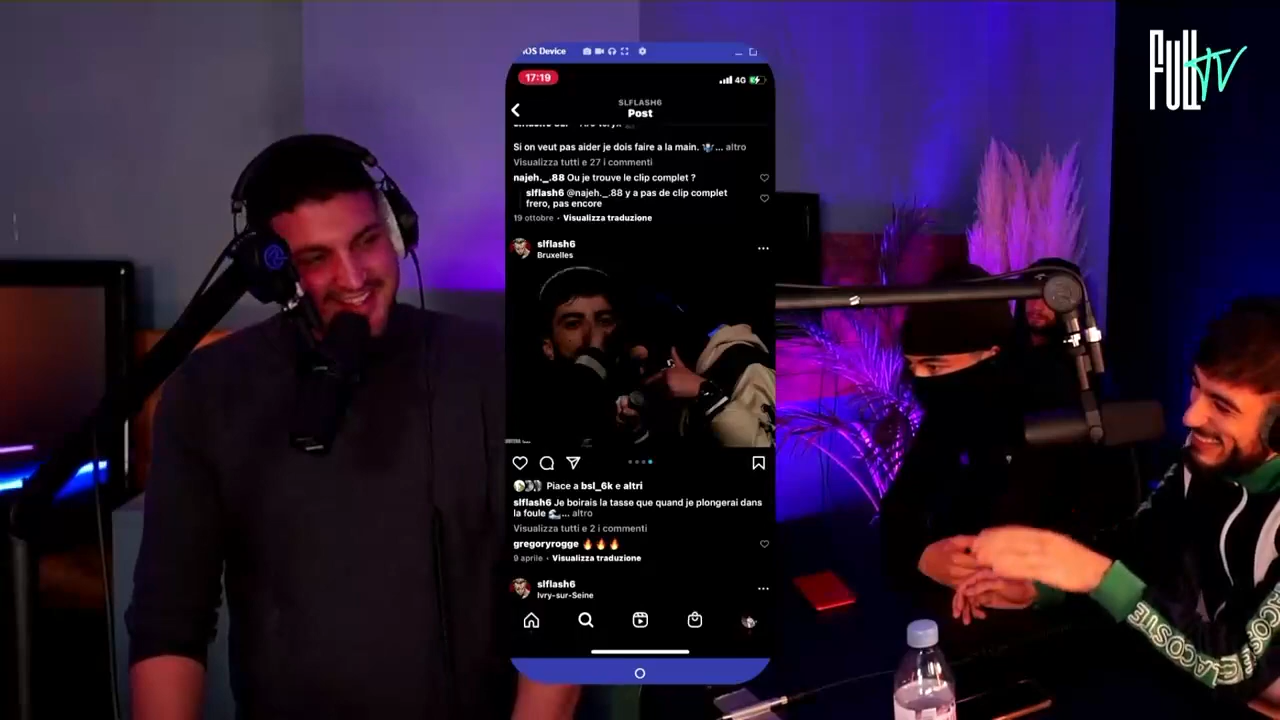 FULL TV
iOS Device
17:19
4G
SLFLASH6
Post
Si on veut pas aider je dois faire a la main. ... altro
Visualizza tutti e 27 i commenti
najeh._.88 Ou je trouve le clip complet ?
slflash6 @najeh._.88 y a pas de clip complet
frero, pas encore
19 ottobre · Visualizza traduzione
slflash6
Bruxelles
Piace a bsl_6k e altri
slflash6 Je boirais la tasse que quand je plongerai dans
la foule 🌊... altro
Visualizza tutti e 2 i commenti
gregoryrogge 🔥🔥🔥
9 aprile · Visualizza traduzione
slflash6
Ivry-sur-Seine
LACOSTE
LACOSTE